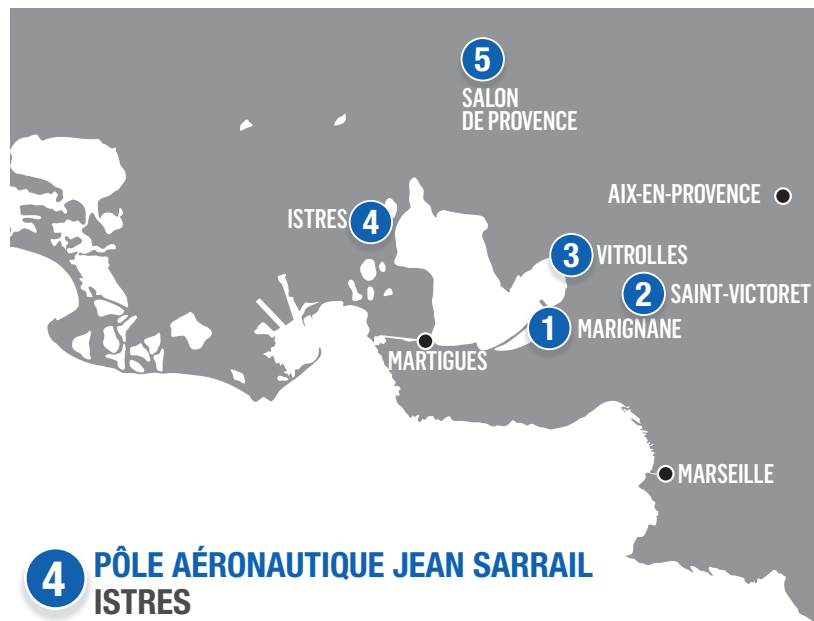 5
SALON
DE PROVENCE
AIX-EN-PROVENCE
ISTRES 4
3 VITROLLES
2 SAINT-VICTORET
1 MARIGNANE
MARTIGUES
MARSEILLE
4 PÔLE AÉRONAUTIQUE JEAN SARRAIL
ISTRES